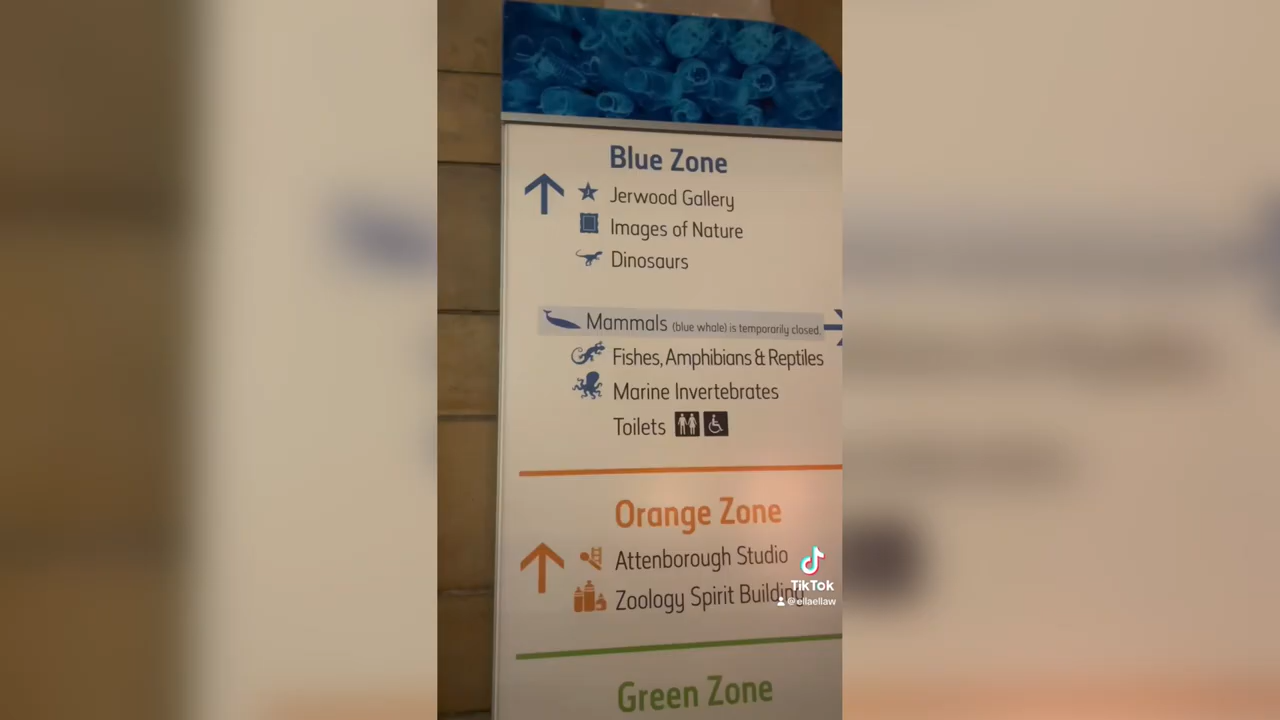 Blue Zone
Jerwood Gallery
Images of Nature
Dinosaurs
Mammals (blue whale) is temporarily closed.
Fishes, Amphibians & Reptiles
Marine Invertebrates
Toilets
Orange Zone
Attenborough Studio
Zoology Spirit Building
Green Zone
TikTok
@ellaellaw